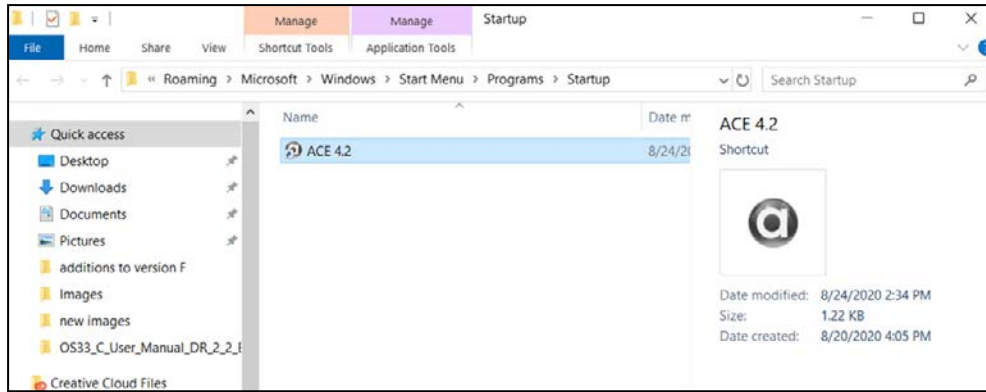 Manage Manage Startup
File Home Share View Shortcut Tools Application Tools
« Roaming > Microsoft > Windows > Start Menu > Programs > Startup Search Startup
Name Date m
Quick access
Desktop
Downloads
Documents
Pictures
additions to version F
Images
new images
OS33_C_User_Manual_DR_2_2_E
Creative Cloud Files
ACE 4.2 8/24/20
ACE 4.2
Shortcut
a
Date modified: 8/24/2020 2:34 PM
Size: 1.22 KB
Date created: 8/20/2020 4:05 PM